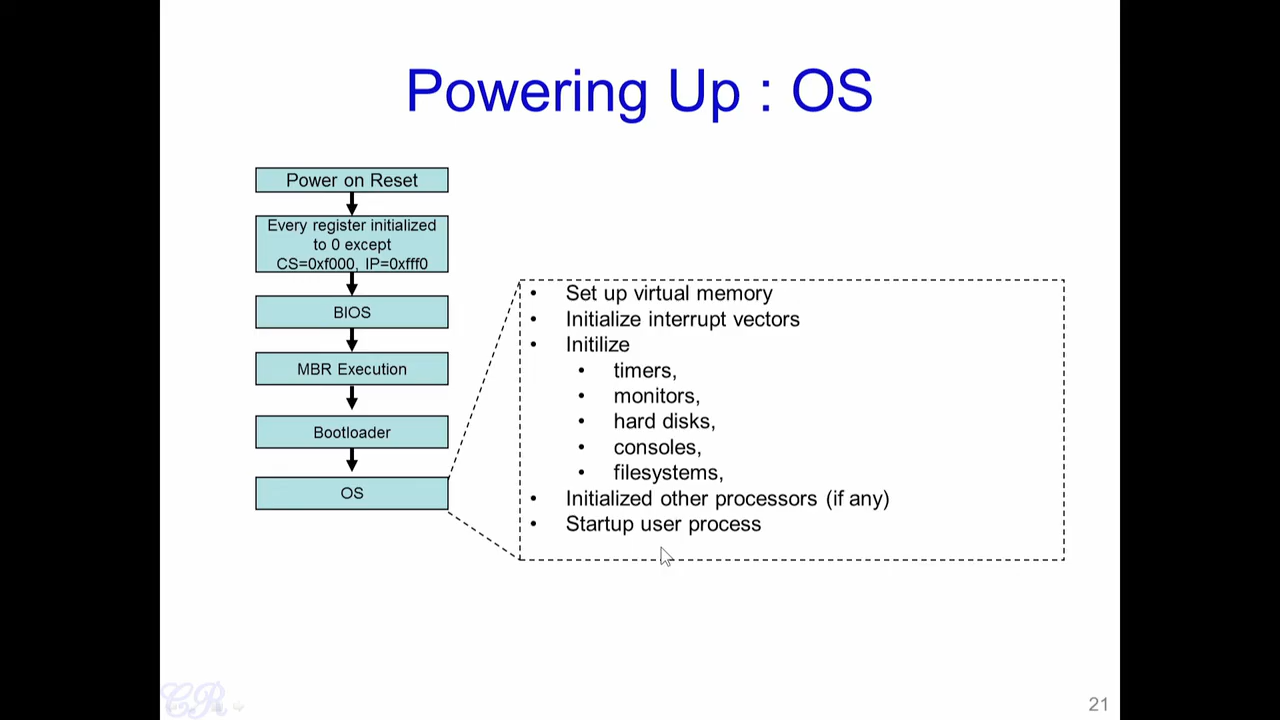 Powering Up : OS
Power on Reset
Every register initialized
to 0 except
CS=0xf000, IP=0xfff0
BIOS
MBR Execution
Bootloader
OS
• Set up virtual memory
• Initialize interrupt vectors
• Initilize
• timers,
• monitors,
• hard disks,
• consoles,
• filesystems,
• Initialized other processors (if any)
• Startup user process
CR
21